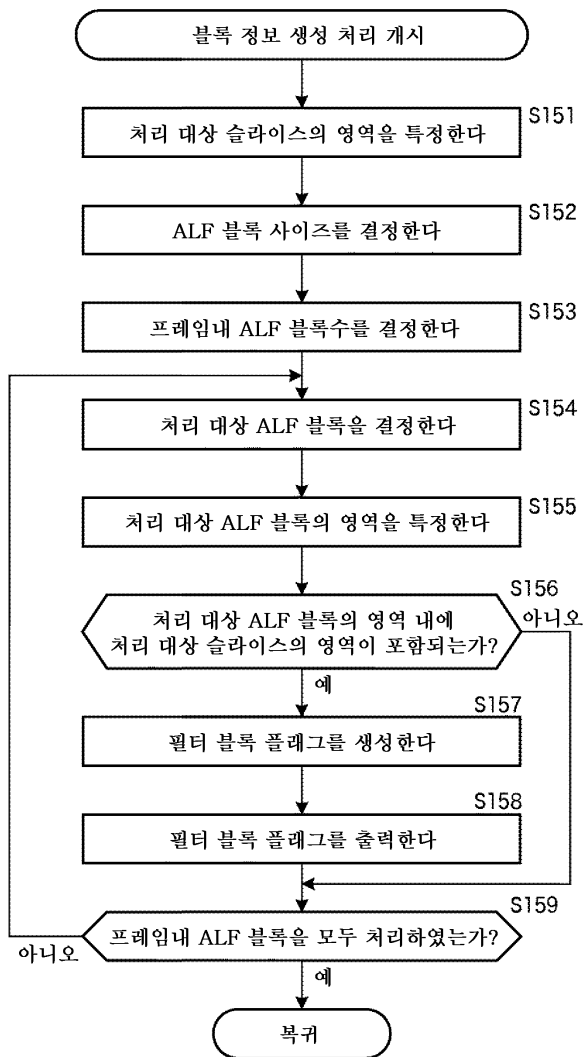 블록 정보 생성 처리 개시
S151
처리 대상 슬라이스의 영역을 특정한다
S152
ALF 블록 사이즈를 결정한다
S153
프레임내 ALF 블록수를 결정한다
S154
처리 대상 ALF 블록을 결정한다
S155
처리 대상 ALF 블록의 영역을 특정한다
S156
처리 대상 ALF 블록의 영역 내에
처리 대상 슬라이스의 영역이 포함되는가?
아니오
예
S157
필터 블록 플래그를 생성한다
S158
필터 블록 플래그를 출력한다
S159
프레임내 ALF 블록을 모두 처리하였는가?
아니오
예
복귀